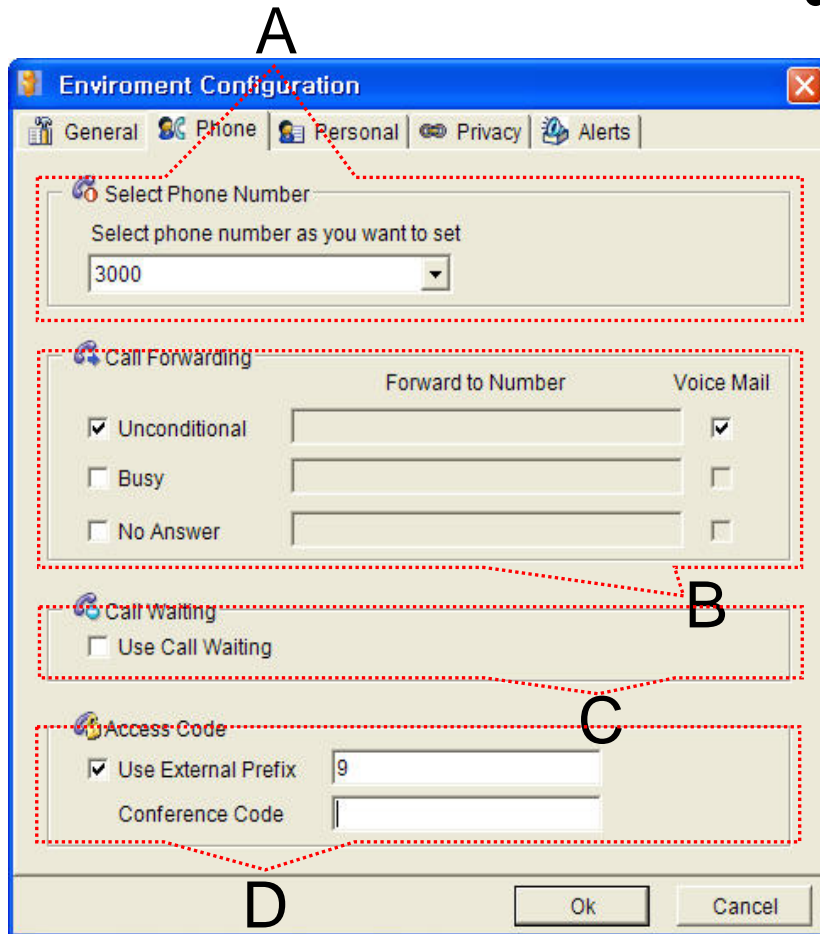 A
Enviroment Configuration
General Phone Personal Privacy Alerts
Select Phone Number
Select phone number as you want to set
3000
Call Forwarding
Forward to Number Voice Mail
Unconditional
Busy
No Answer
B
Call Waiting
Use Call Waiting
C
Access Code
Use External Prefix 9
Conference Code
D
Ok Cancel